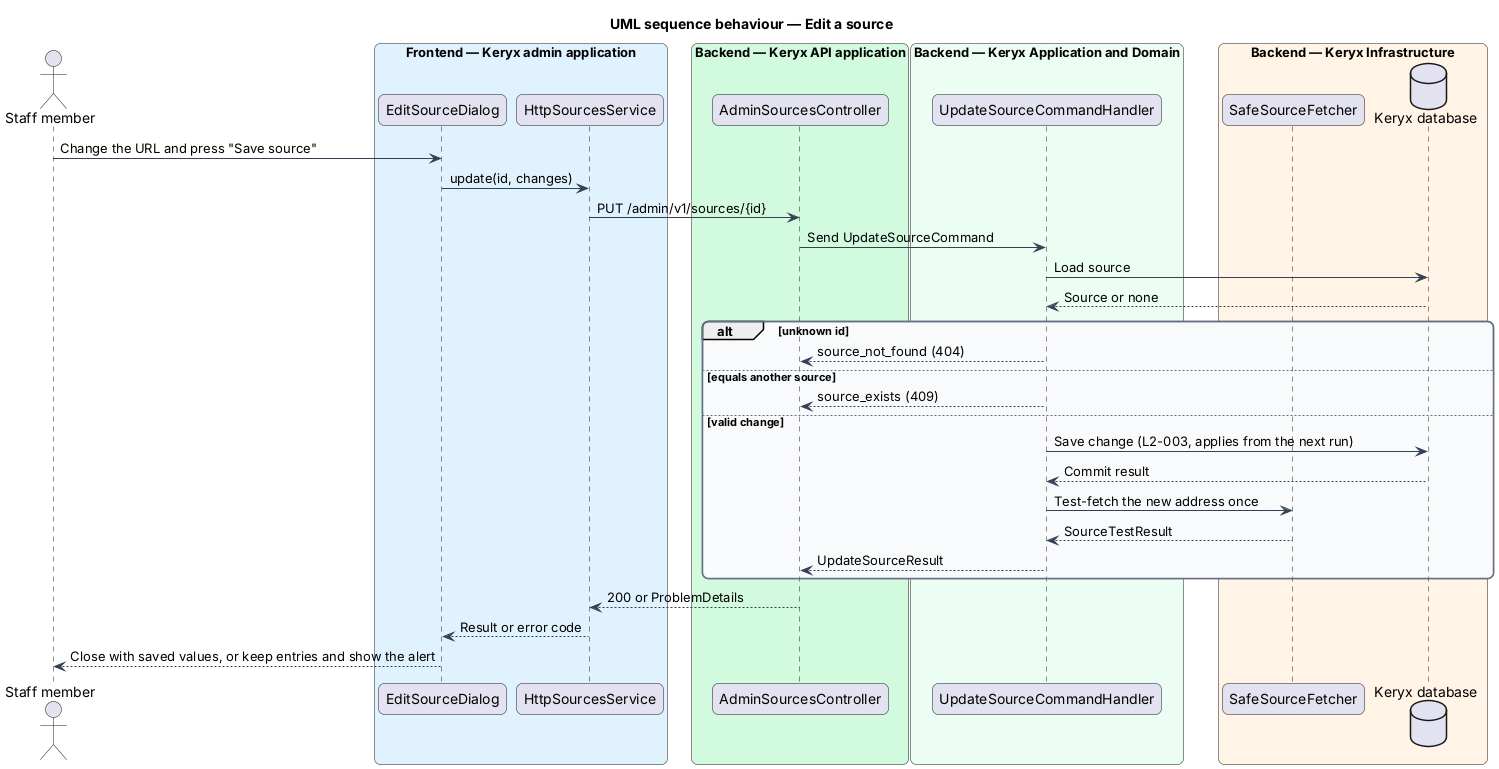 UML sequence behaviour — Edit a source
Frontend — Keryx admin application
Backend — Keryx API application
Backend — Keryx Application and Domain
Backend — Keryx Infrastructure
Staff member
EditSourceDialog
HttpSourcesService
AdminSourcesController
UpdateSourceCommandHandler
SafeSourceFetcher
Keryx database
Change the URL and press "Save source"
update(id, changes)
PUT /admin/v1/sources/{id}
Send UpdateSourceCommand
Load source
Source or none
alt [unknown id]
source_not_found (404)
[equals another source]
source_exists (409)
[valid change]
Save change (L2-003, applies from the next run)
Commit result
Test-fetch the new address once
SourceTestResult
UpdateSourceResult
200 or ProblemDetails
Result or error code
Close with saved values, or keep entries and show the alert
Staff member
EditSourceDialog
HttpSourcesService
AdminSourcesController
UpdateSourceCommandHandler
SafeSourceFetcher
Keryx database